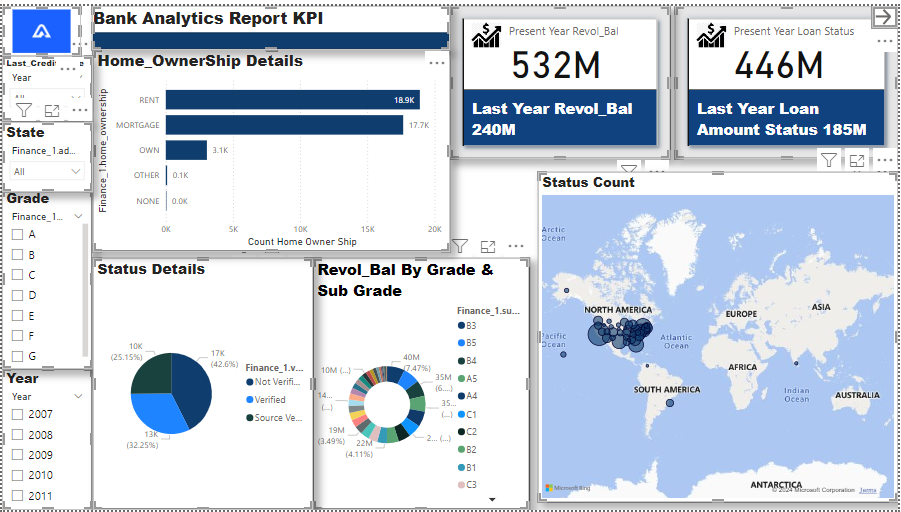 Bank Analytics Report KPI
Last_Credit
Year
All
State
Finance_1.ad...
All
Grade
Finance_1...
A
B
C
D
E
F
G
Year
Year
2007
2008
2009
2010
2011
Home_OwnerShip Details
Finance_1.home_ownership
RENT
18.9K
MORTGAGE
17.7K
OWN
3.1K
OTHER
0.1K
NONE
0.0K
0K
5K
10K
15K
20K
Count Home Owner Ship
Present Year Revol_Bal
532M
Last Year Revol_Bal
240M
Present Year Loan Status
446M
Last Year Loan
Amount Status 185M
Status Details
10K
(25.15%)
17K
(42.6%)
13K
(32.25%)
Finance_1.v...
Not Verifi...
Verified
Source Ve...
Revol_Bal By Grade &
Sub Grade
40M
(7.47%)
35M
(6...
35...
(...)
2... (...)
22M
(4.11%)
19M
(3.49%)
14...
(...)
10M (...)
Finance_1.su...
B3
B5
B4
A5
A4
C1
C2
B2
B1
C3
Status Count
Arctic
Ocean
NORTH AMERICA
EUROPE
ASIA
Pacific
Ocean
Atlantic
Ocean
AFRICA
SOUTH AMERICA
Indian
Ocean
AUSTRALIA
ANTARCTICA
Microsoft Bing
© 2024 Microsoft Corporation Terms